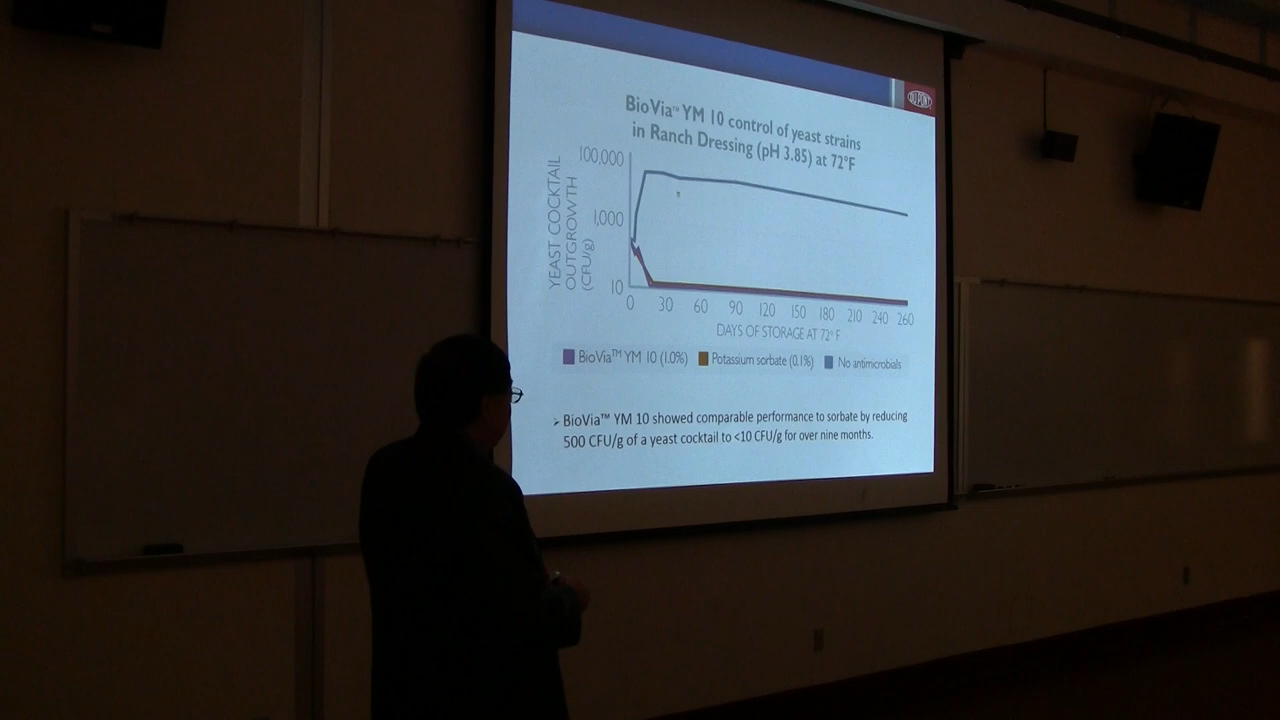 DU PONT
BioVia™ YM 10 control of yeast strains
in Ranch Dressing (pH 3.85) at 72°F
YEAST COCKTAIL
OUTGROWTH
(CFU/g)
100,000
1,000
10
0 30 60 90 120 150 180 210 240 260
DAYS OF STORAGE AT 72° F
BioVia™ YM 10 (1.0%) Potassium sorbate (0.1%) No antimicrobials
➢ BioVia™ YM 10 showed comparable performance to sorbate by reducing
500 CFU/g of a yeast cocktail to <10 CFU/g for over nine months.